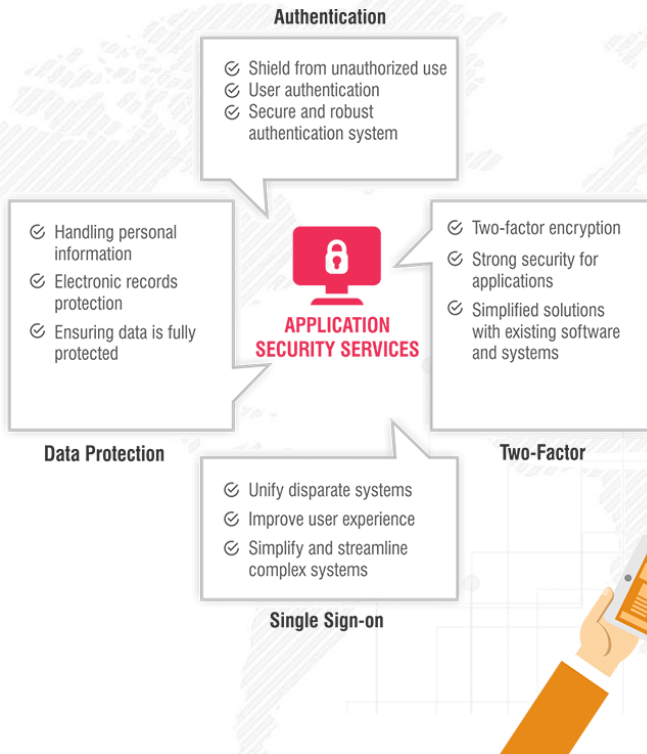 Authentication
Shield from unauthorized use
User authentication
Secure and robust
authentication system
Handling personal
information
Electronic records
protection
Ensuring data is fully
protected
Data Protection
APPLICATION
SECURITY SERVICES
Two-factor encryption
Strong security for
applications
Simplified solutions
with existing software
and systems
Two-Factor
Unify disparate systems
Improve user experience
Simplify and streamline
complex systems
Single Sign-on